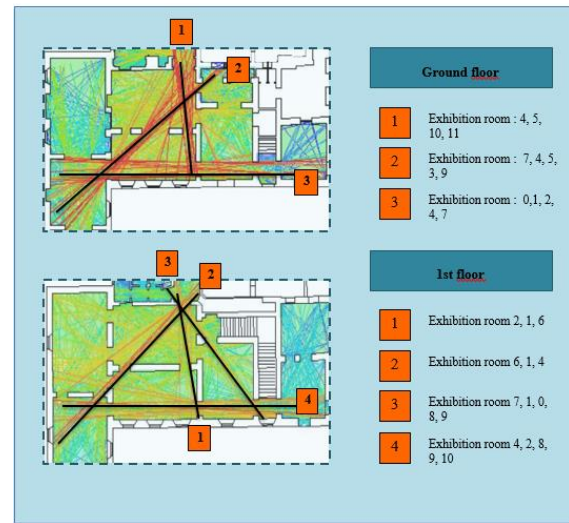 1
2
3
Ground floor
1
Exhibition room : 4, 5,
10, 11
2
Exhibition room : 7, 4, 5,
3, 9
3
Exhibition room : 0,1, 2,
4, 7
3
2
4
1
1st floor
1
Exhibition room 2, 1, 6
2
Exhibition room 6, 1, 4
3
Exhibition room 7, 1, 0,
8, 9
4
Exhibition room 4, 2, 8,
9, 10